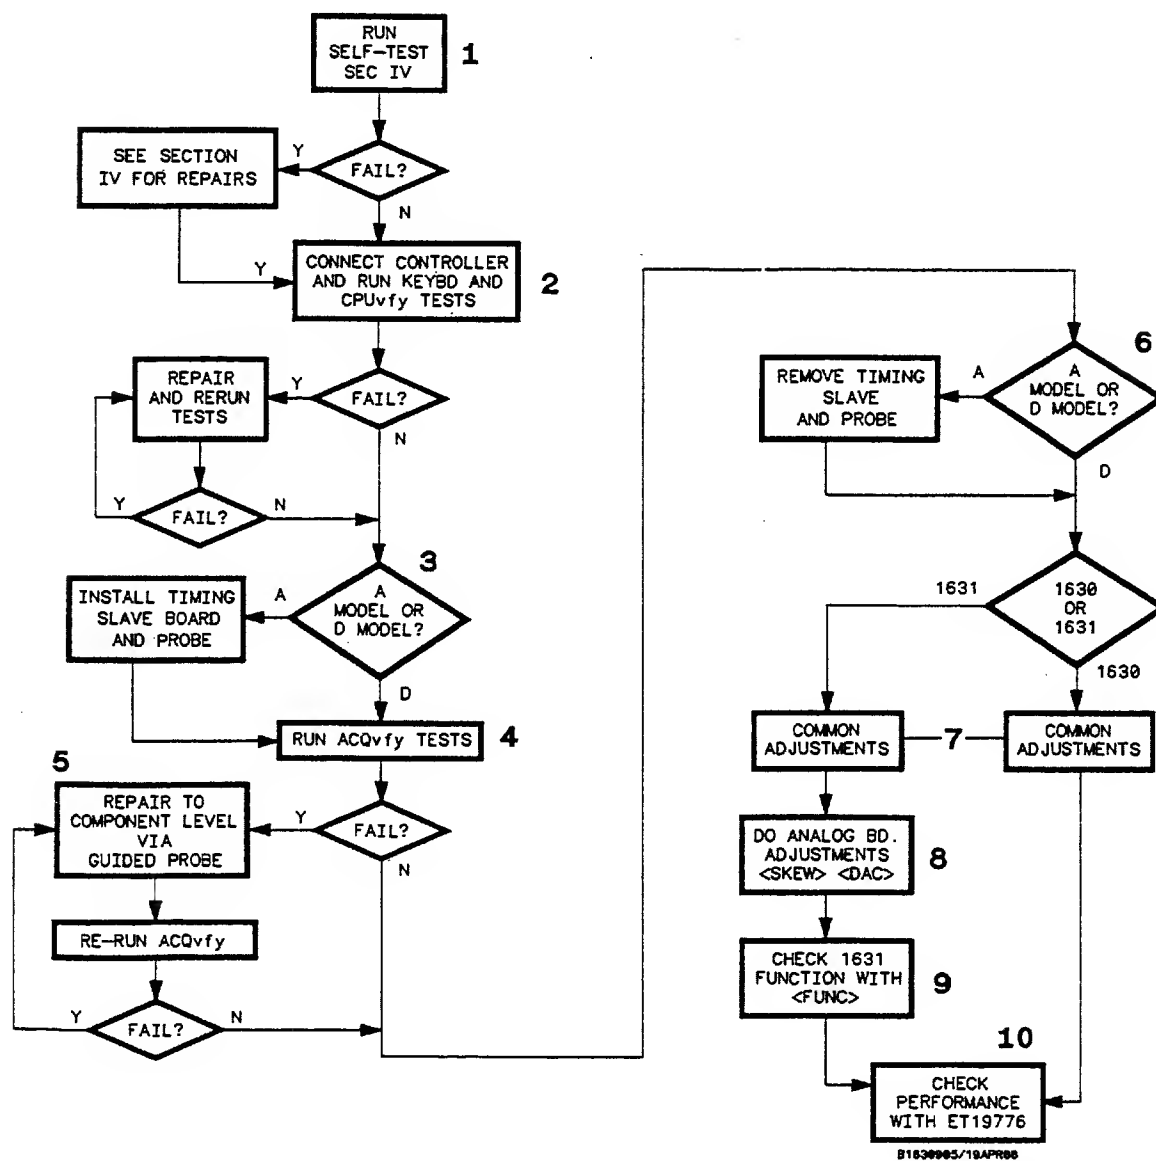 RUN
SELF-TEST
SEC IV
1
SEE SECTION
IV FOR REPAIRS
Y
FAIL?
N
Y
CONNECT CONTROLLER
AND RUN KEYBD AND
CPUvfy TESTS
2
REPAIR
AND RERUN
TESTS
Y
FAIL?
N
Y
FAIL?
N
3
INSTALL TIMING
SLAVE BOARD
AND PROBE
A
A
MODEL OR
D MODEL?
D
RUN ACQvfy TESTS
4
5
REPAIR TO
COMPONENT LEVEL
VIA
GUIDED PROBE
Y
FAIL?
N
RE-RUN ACQvfy
Y
FAIL?
N
6
REMOVE TIMING
SLAVE
AND PROBE
A
A
MODEL OR
D MODEL?
D
1631
1630
OR
1631
1630
COMMON
ADJUSTMENTS
7
COMMON
ADJUSTMENTS
DO ANALOG BD.
ADJUSTMENTS
<SKEW> <DAC>
8
CHECK 1631
FUNCTION WITH
<FUNC>
9
10
CHECK
PERFORMANCE
WITH ET19776